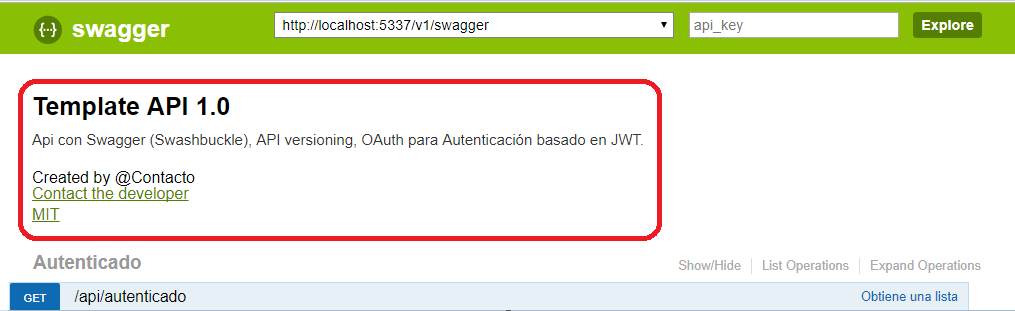 swagger http://localhost:5337/v1/swagger api_key Explore
Template API 1.0
Api con Swagger (Swashbuckle), API versioning, OAuth para Autenticación basado en JWT.
Created by @Contacto
Contact the developer
MIT
Autenticado Show/Hide List Operations Expand Operations
GET /api/autenticado Obtiene una lista